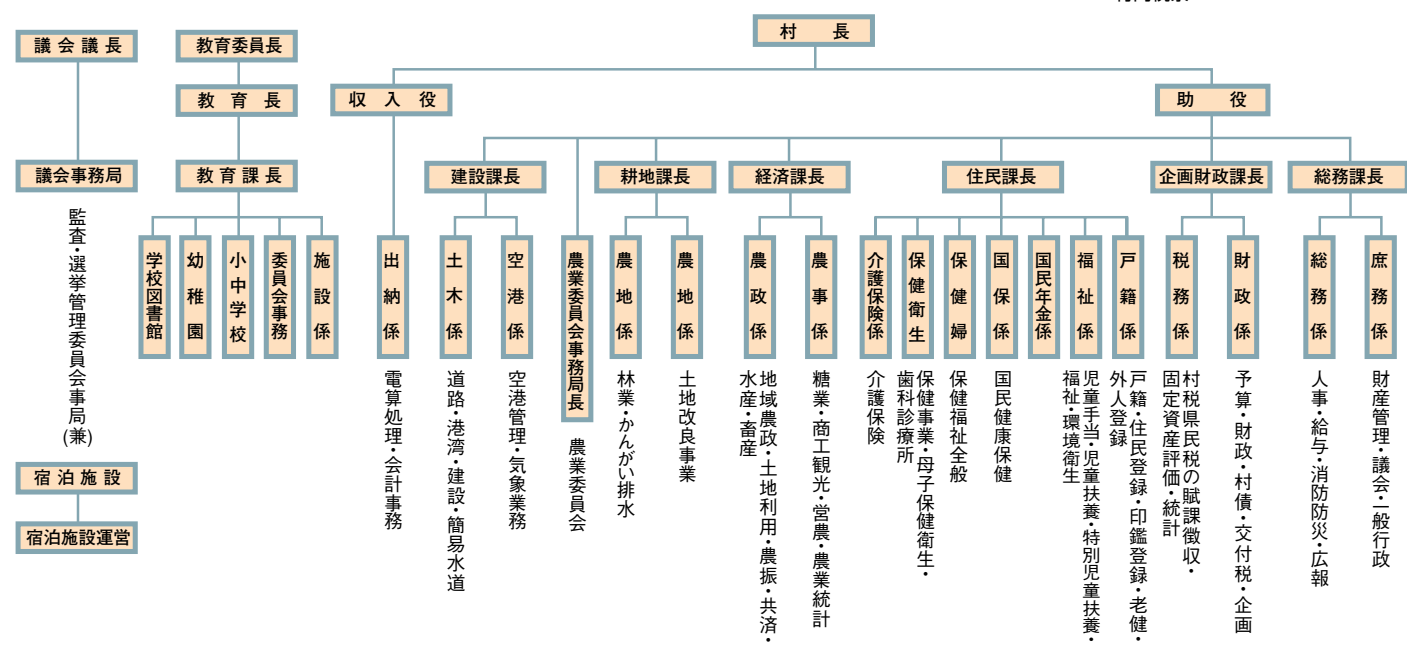 村長
議会議長
教育委員長
教育長
収入役
助役
議会事務局
教育課長
建設課長
耕地課長
経済課長
住民課長
企画財政課長
総務課長
学校図書館
幼稚園
小中学校
委員会事務
施設係
出納係
土木係
空港係
農業委員会事務局長
農地係
農地係
農政係
農事係
介護保険係
保健衛生
保健婦
国保係
国民年金係
福祉係
戸籍係
税務係
財政係
総務係
庶務係
監査・選挙管理委員会事局(兼)
電算処理・会計事務
道路・港湾・建設・簡易水道
空港管理・気象業務
農業委員会
林業・かんがい排水
土地改良事業
地域農政・土地利用・農振・共済・
水産・畜産
糖業・商工観光・営農・農業統計
介護保険
保健事業・母子保健衛生・
歯科診療所
保健福祉全般
国民健康保健
児童手当・児童扶養・特別児童扶養・
福祉・環境衛生
戸籍・住民登録・印鑑登録・老健・
外人登録
村税県民税の賦課徴収・
固定資産評価・統計
予算・財政・村債・交付税・企画
人事・給与・消防防災・広報
財産管理・議会・一般行政
宿泊施設
宿泊施設運営